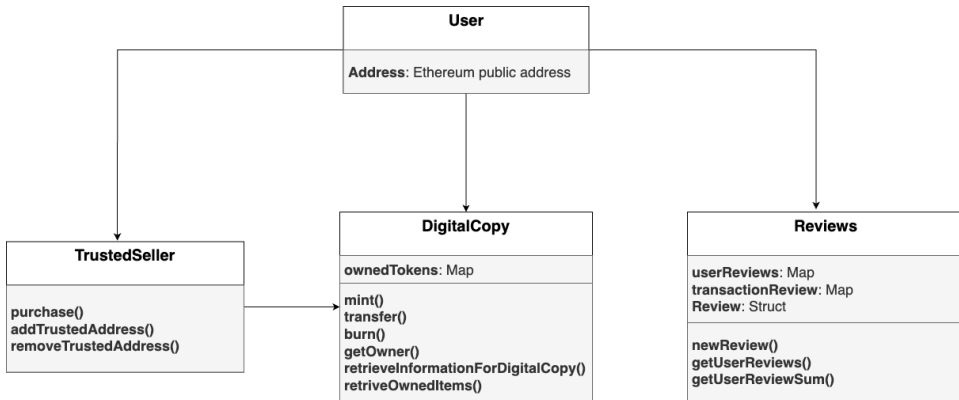 User
Address: Ethereum public address
TrustedSeller
purchase()
addTrustedAddress()
removeTrustedAddress()
DigitalCopy
ownedTokens: Map
mint()
transfer()
burn()
getOwner()
retrieveInformationForDigitalCopy()
retriveOwnedItems()
Reviews
userReviews: Map
transactionReview: Map
Review: Struct
newReview()
getUserReviews()
getUserReviewSum()